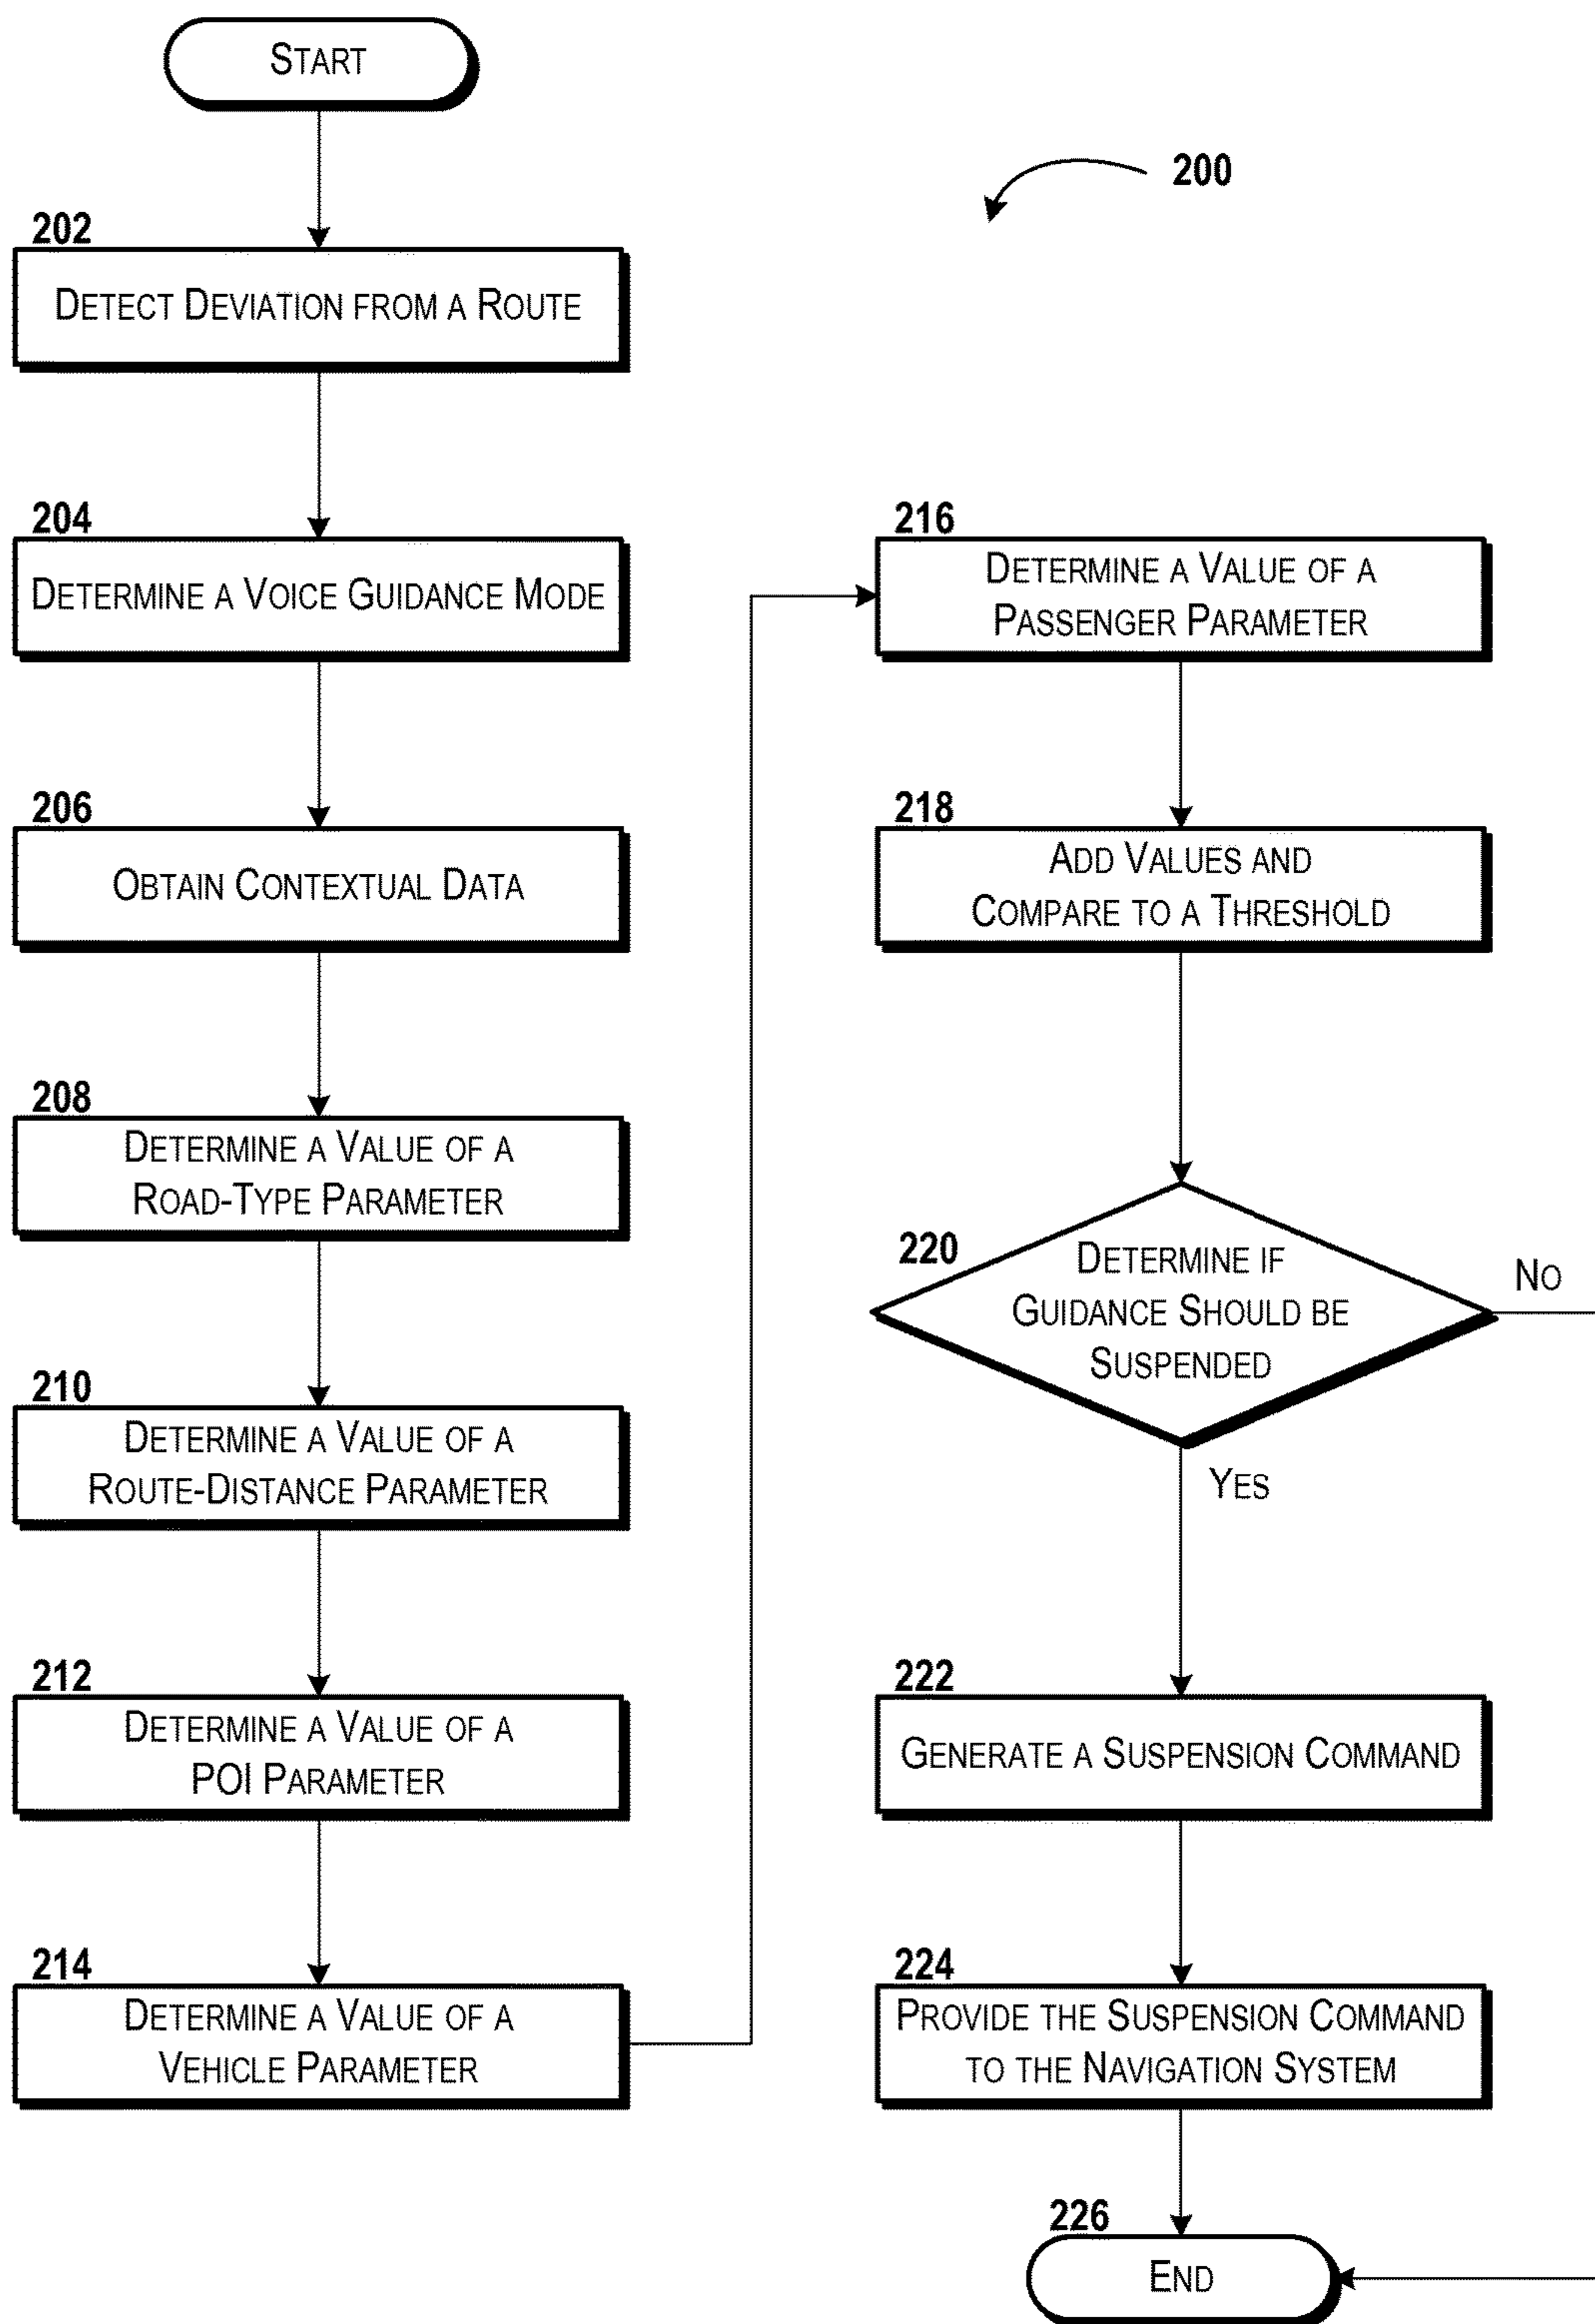 START
200
202
DETECT DEVIATION FROM A ROUTE
204
DETERMINE A VOICE GUIDANCE MODE
206
OBTAIN CONTEXTUAL DATA
208
DETERMINE A VALUE OF A
ROAD-TYPE PARAMETER
210
DETERMINE A VALUE OF A
ROUTE-DISTANCE PARAMETER
212
DETERMINE A VALUE OF A
POI PARAMETER
214
DETERMINE A VALUE OF A
VEHICLE PARAMETER
216
DETERMINE A VALUE OF A
PASSENGER PARAMETER
218
ADD VALUES AND
COMPARE TO A THRESHOLD
220
DETERMINE IF
GUIDANCE SHOULD BE
SUSPENDED
NO
YES
222
GENERATE A SUSPENSION COMMAND
224
PROVIDE THE SUSPENSION COMMAND
TO THE NAVIGATION SYSTEM
226
END